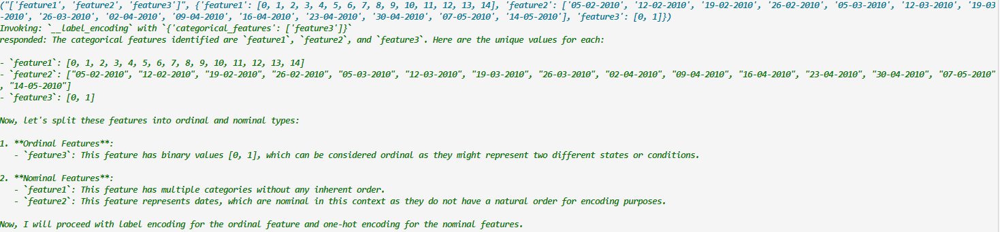 ("['feature1', 'feature2', 'feature3']", {'feature1': [0, 1, 2, 3, 4, 5, 6, 7, 8, 9, 10, 11, 12, 13, 14], 'feature2': ['05-02-2010', '12-02-2010', '19-02-2010', '26-02-2010', '05-03-2010', '12-03-2010', '19-03
-2010', '26-03-2010', '02-04-2010', '09-04-2010', '16-04-2010', '23-04-2010', '30-04-2010', '07-05-2010', '14-05-2010'], 'feature3': [0, 1]})
Invoking: `__label_encoding` with `{'categorical_features': ['feature3']}`
responded: The categorical features identified are `feature1`, `feature2`, and `feature3`. Here are the unique values for each:
- `feature1`: [0, 1, 2, 3, 4, 5, 6, 7, 8, 9, 10, 11, 12, 13, 14]
- `feature2`: ["05-02-2010", "12-02-2010", "19-02-2010", "26-02-2010", "05-03-2010", "12-03-2010", "19-03-2010", "26-03-2010", "02-04-2010", "09-04-2010", "16-04-2010", "23-04-2010", "30-04-2010", "07-05-2010"
, "14-05-2010"]
- `feature3`: [0, 1]
Now, let's split these features into ordinal and nominal types:
1. **Ordinal Features**:
- `feature3`: This feature has binary values [0, 1], which can be considered ordinal as they might represent two different states or conditions.
2. **Nominal Features**:
- `feature1`: This feature has multiple categories without any inherent order.
- `feature2`: This feature represents dates, which are nominal in this context as they do not have a natural order for encoding purposes.
Now, I will proceed with label encoding for the ordinal feature and one-hot encoding for the nominal features.